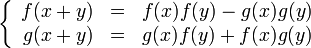 f(x + y) = f(x)f(y) − g(x)g(y)
g(x + y) = g(x)f(y) + f(x)g(y)